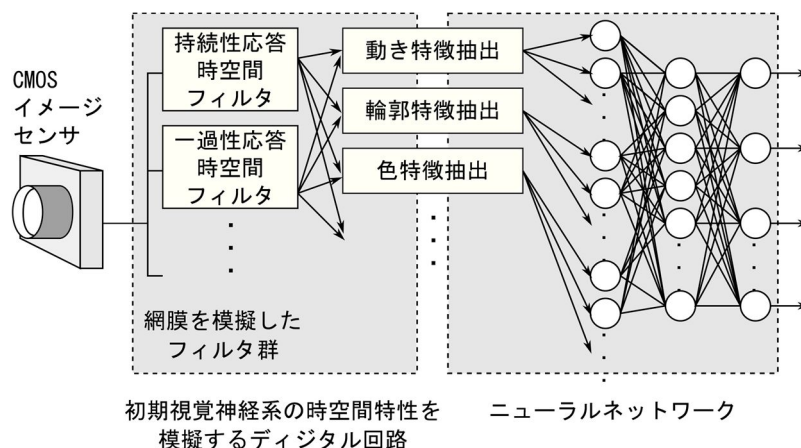 CMOS
イメージ
センサ
持続性応答
時空間
フィルタ
一過性応答
時空間
フィルタ
網膜を模擬した
フィルタ群
動き特徴抽出
輪郭特徴抽出
色特徴抽出
初期視覚神経系の時空間特性を
模擬するディジタル回路
ニューラルネットワーク